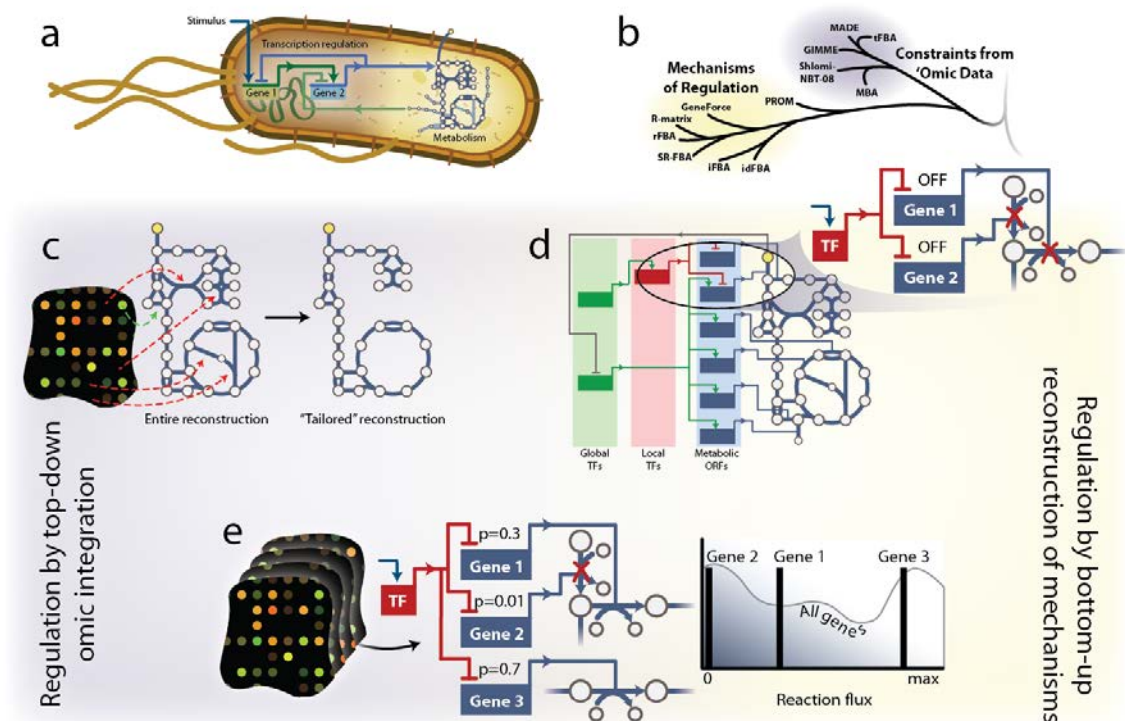 a
Stimulus
Transcription regulation
Gene 1
Gene 2
Metabolism
b
MADE
tFBA
GIMME
Shlomi-
NBT-08
MBA
Constraints from
'Omic Data
Mechanisms
of Regulation
PROM
GeneForce
R-matrix
rFBA
SR-FBA
iFBA
idFBA
c
Entire reconstruction
"Tailored" reconstruction
d
Global
TFs
Local
TFs
Metabolic
ORFs
TF
OFF
Gene 1
OFF
Gene 2
Regulation by top-down
omic integration
Regulation by bottom-up
reconstruction of mechanisms
e
TF
p=0.3
Gene 1
p=0.01
Gene 2
p=0.7
Gene 3
Gene 2
Gene 1
Gene 3
All genes
0
max
Reaction flux